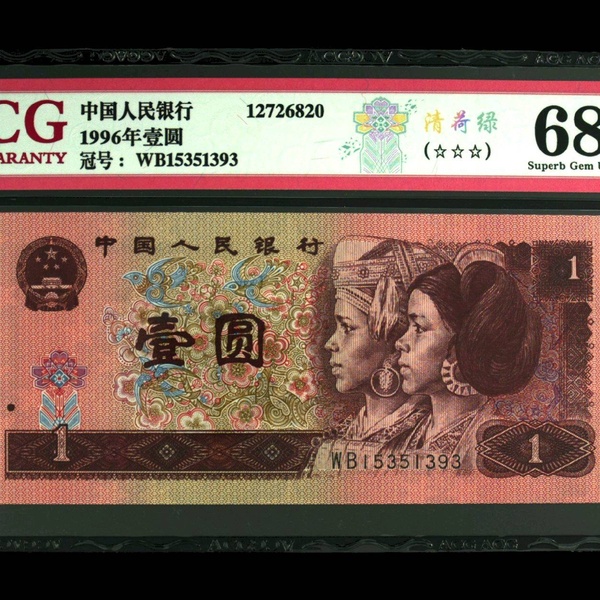 CG
ARANTY
中国人民银行 12726820
1996年壹圆
冠号: WB15351393
清荷绿
(☆☆☆)
68
Superb Gem U
中国人民银行
1
壹圆
1
1
WB15351393